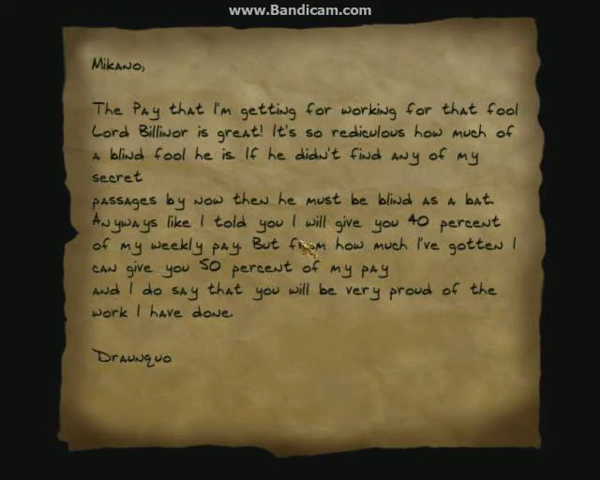 www.Bandicam.com
Mikano,
The Pay that I'm getting for working for that fool
Lord Billinor is great! It's so rediculous how much of
a blind fool he is. If he didn't find any of my
secret
passages by now then he must be blind as a bat.
Anyways like I told you I will give you 40 percent
of my weekly pay. But from how much I've gotten I
can give you 50 percent of my pay
and I do say that you will be very proud of the
work I have done.
Draunquo